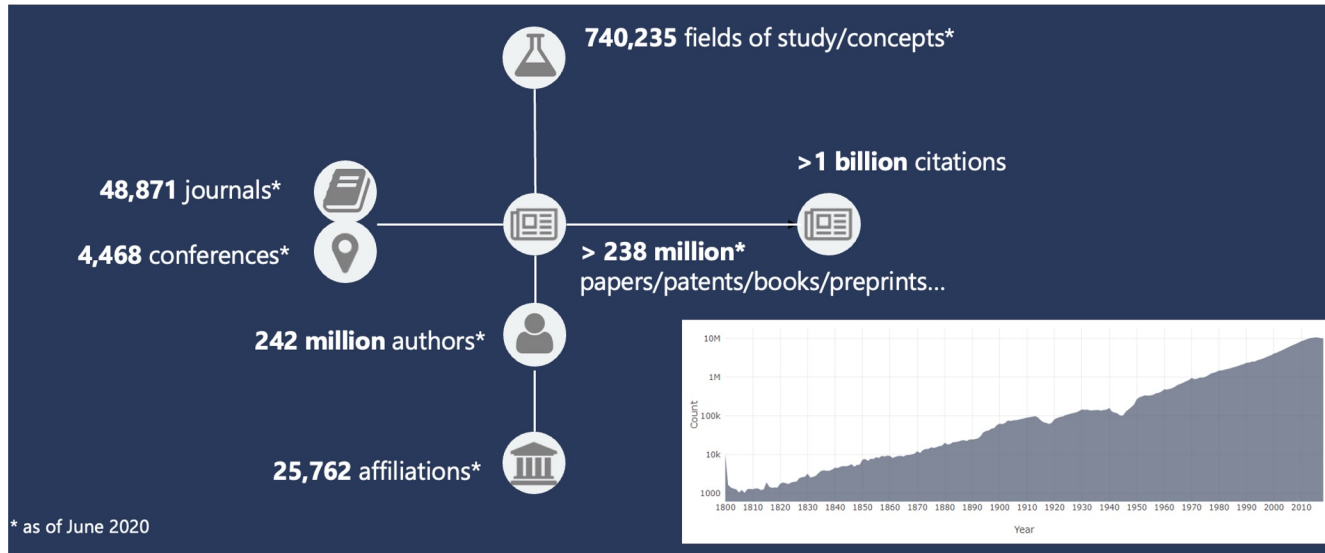 740,235 fields of study/concepts*
>1 billion citations
48,871 journals*
4,468 conferences*
> 238 million*
papers/patents/books/preprints...
242 million authors*
25,762 affiliations*
* as of June 2020
10M
1M
100k
10k
1000
Count
1800 1810 1820 1830 1840 1850 1860 1870 1880 1890 1900 1910 1920 1930 1940 1950 1960 1970 1980 1990 2000 2010
Year